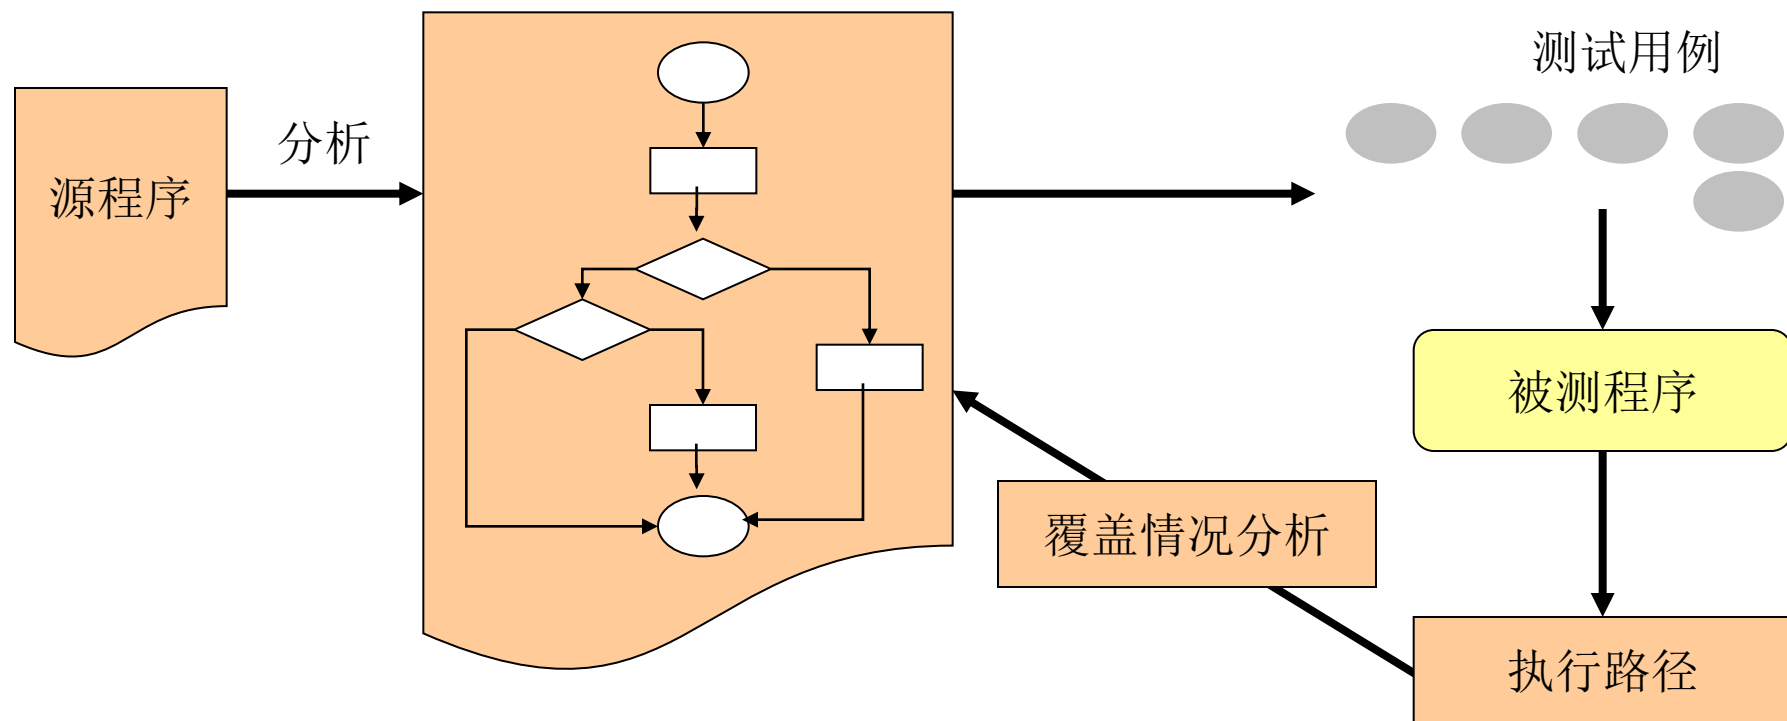 测试用例
分析
源程序
被测程序
覆盖情况分析
执行路径